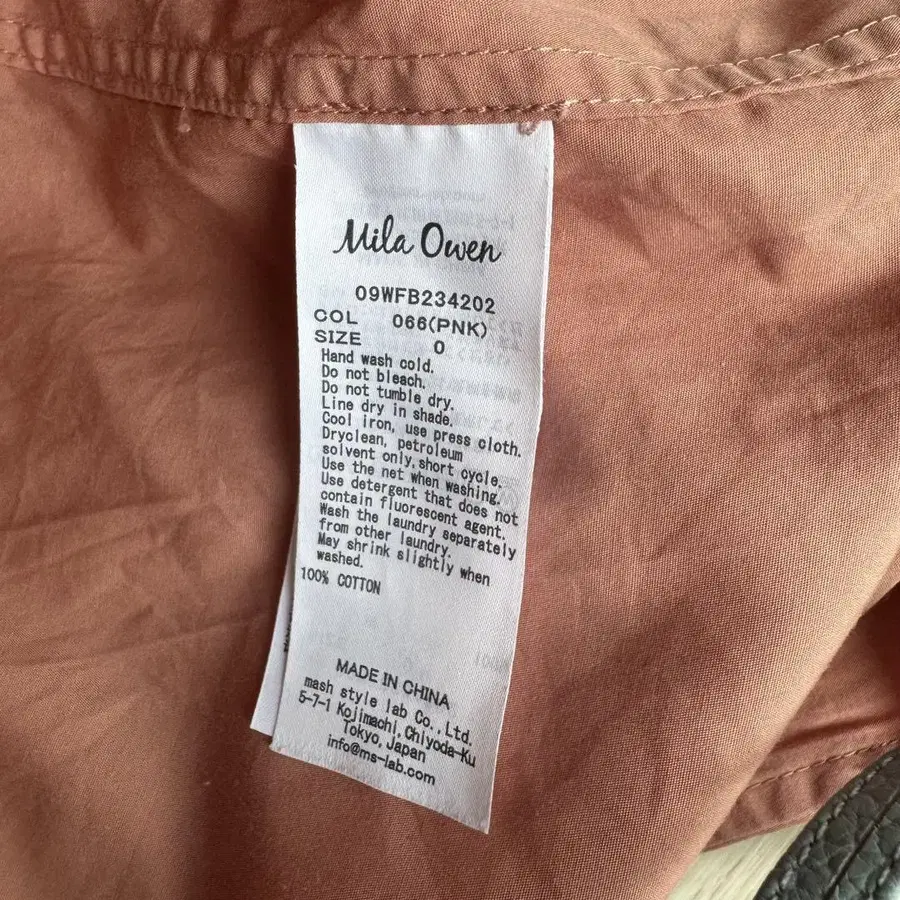 Mila Owen
09WFB234202
COL 066(PNK)
SIZE 0
Hand wash cold.
Do not bleach.
Do not tumble dry.
Line dry in shade.
Cool iron, use press cloth.
Dryclean, petroleum
solvent only,short cycle.
Use the net when washing.
Use detergent that does not
contain fluorescent agent.
Wash the laundry separately
from other laundry.
May shrink slightly when
washed.
100% COTTON
MADE IN CHINA
mash style lab Co.,Ltd.
5-7-1 Kojimachi,Chiyoda-Ku
Tokyo,Japan
info@ms-lab.com